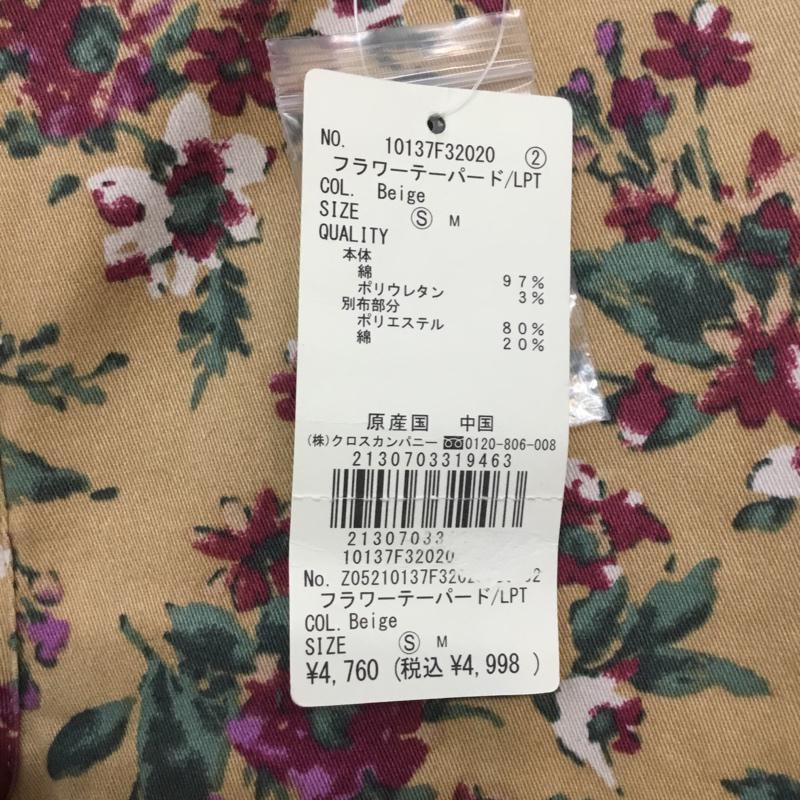 NO. 10137F32020 ②
フラワーテーパード/LPT
COL. Beige
SIZE Ⓢ M
QUALITY
本体
綿 97%
ポリウレタン 3%
別布部分
ポリエステル 80%
綿 20%
原産国 中国
(株)クロスカンパニー 0120-806-008
2130703319463
21307033
10137F32020
No.
フラワーテーパード/LPT
COL. Beige
SIZE Ⓢ M
¥4,760 (税込 ¥4,998 )